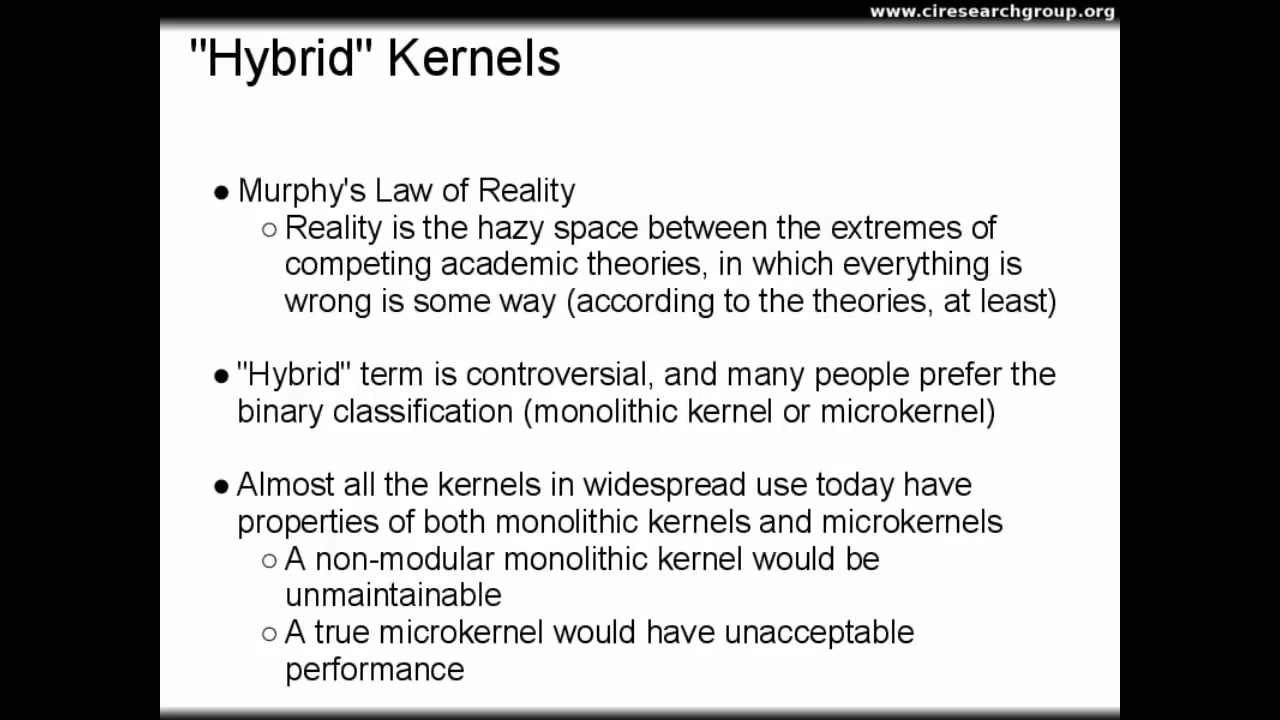 www.ciresearchgroup.org
"Hybrid" Kernels
● Murphy's Law of Reality
○ Reality is the hazy space between the extremes of
competing academic theories, in which everything is
wrong is some way (according to the theories, at least)
● "Hybrid" term is controversial, and many people prefer the
binary classification (monolithic kernel or microkernel)
● Almost all the kernels in widespread use today have
properties of both monolithic kernels and microkernels
○ A non-modular monolithic kernel would be
unmaintainable
○ A true microkernel would have unacceptable
performance